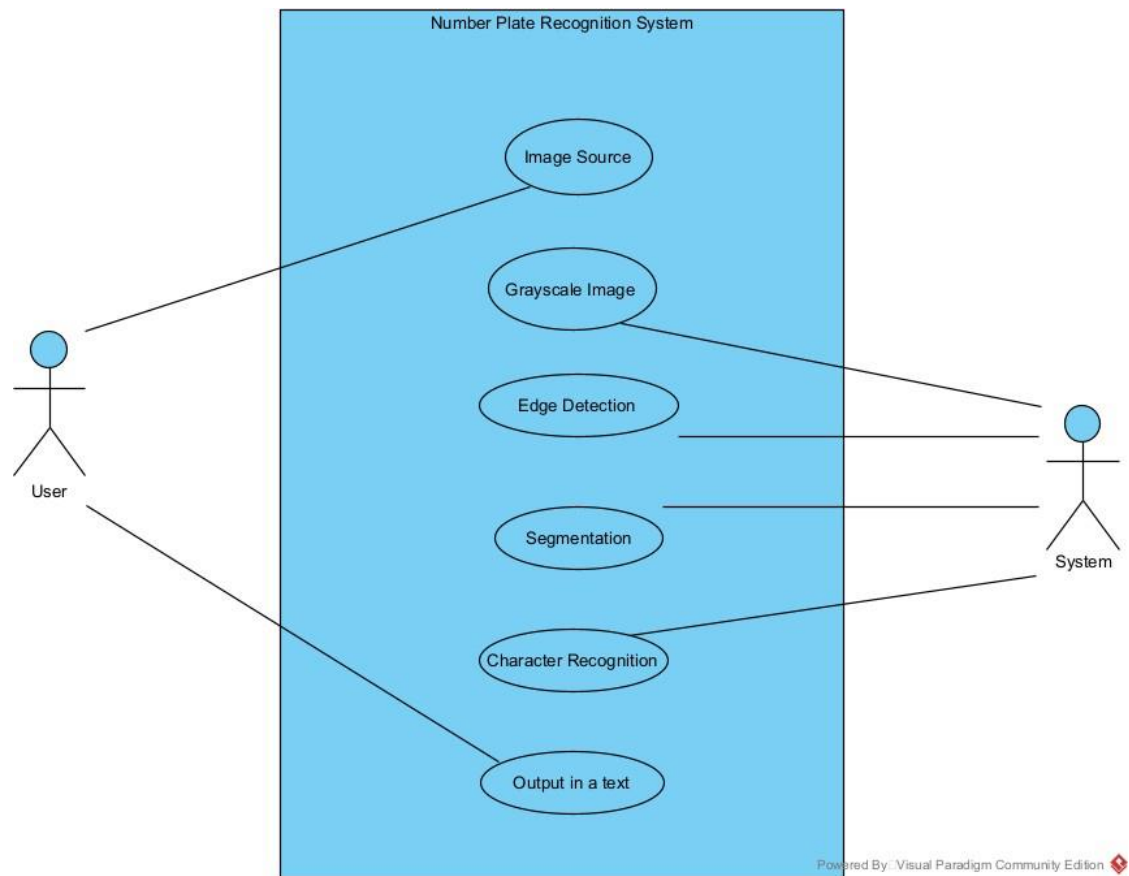 Number Plate Recognition System
Image Source
Grayscale Image
Edge Detection
User
Segmentation
System
Character Recognition
Output in a text
Powered By Visual Paradigm Community Edition